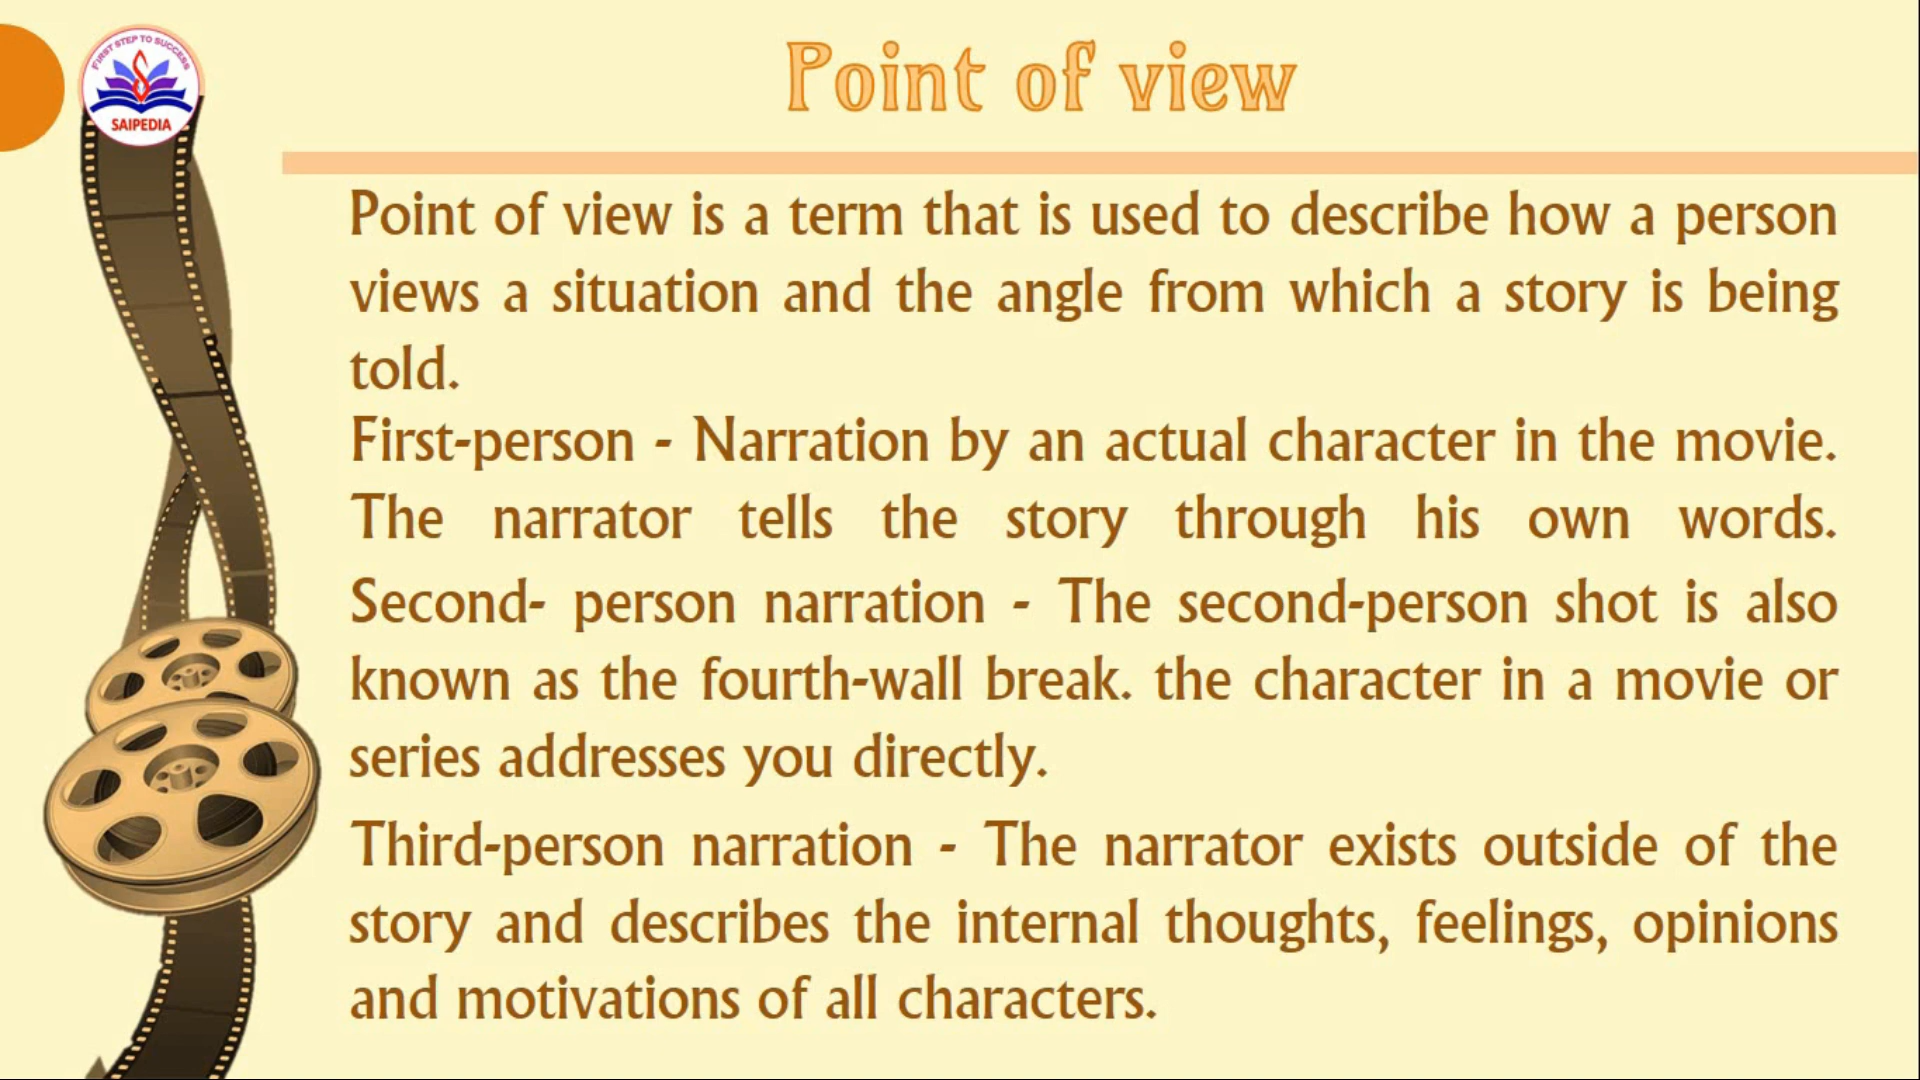 FIRST STEP TO SUCCESS
SAIPEDIA
Point of view
Point of view is a term that is used to describe how a person
views a situation and the angle from which a story is being
told.
First-person - Narration by an actual character in the movie.
The narrator tells the story through his own words.
Second- person narration - The second-person shot is also
known as the fourth-wall break. the character in a movie or
series addresses you directly.
Third-person narration - The narrator exists outside of the
story and describes the internal thoughts, feelings, opinions
and motivations of all characters.